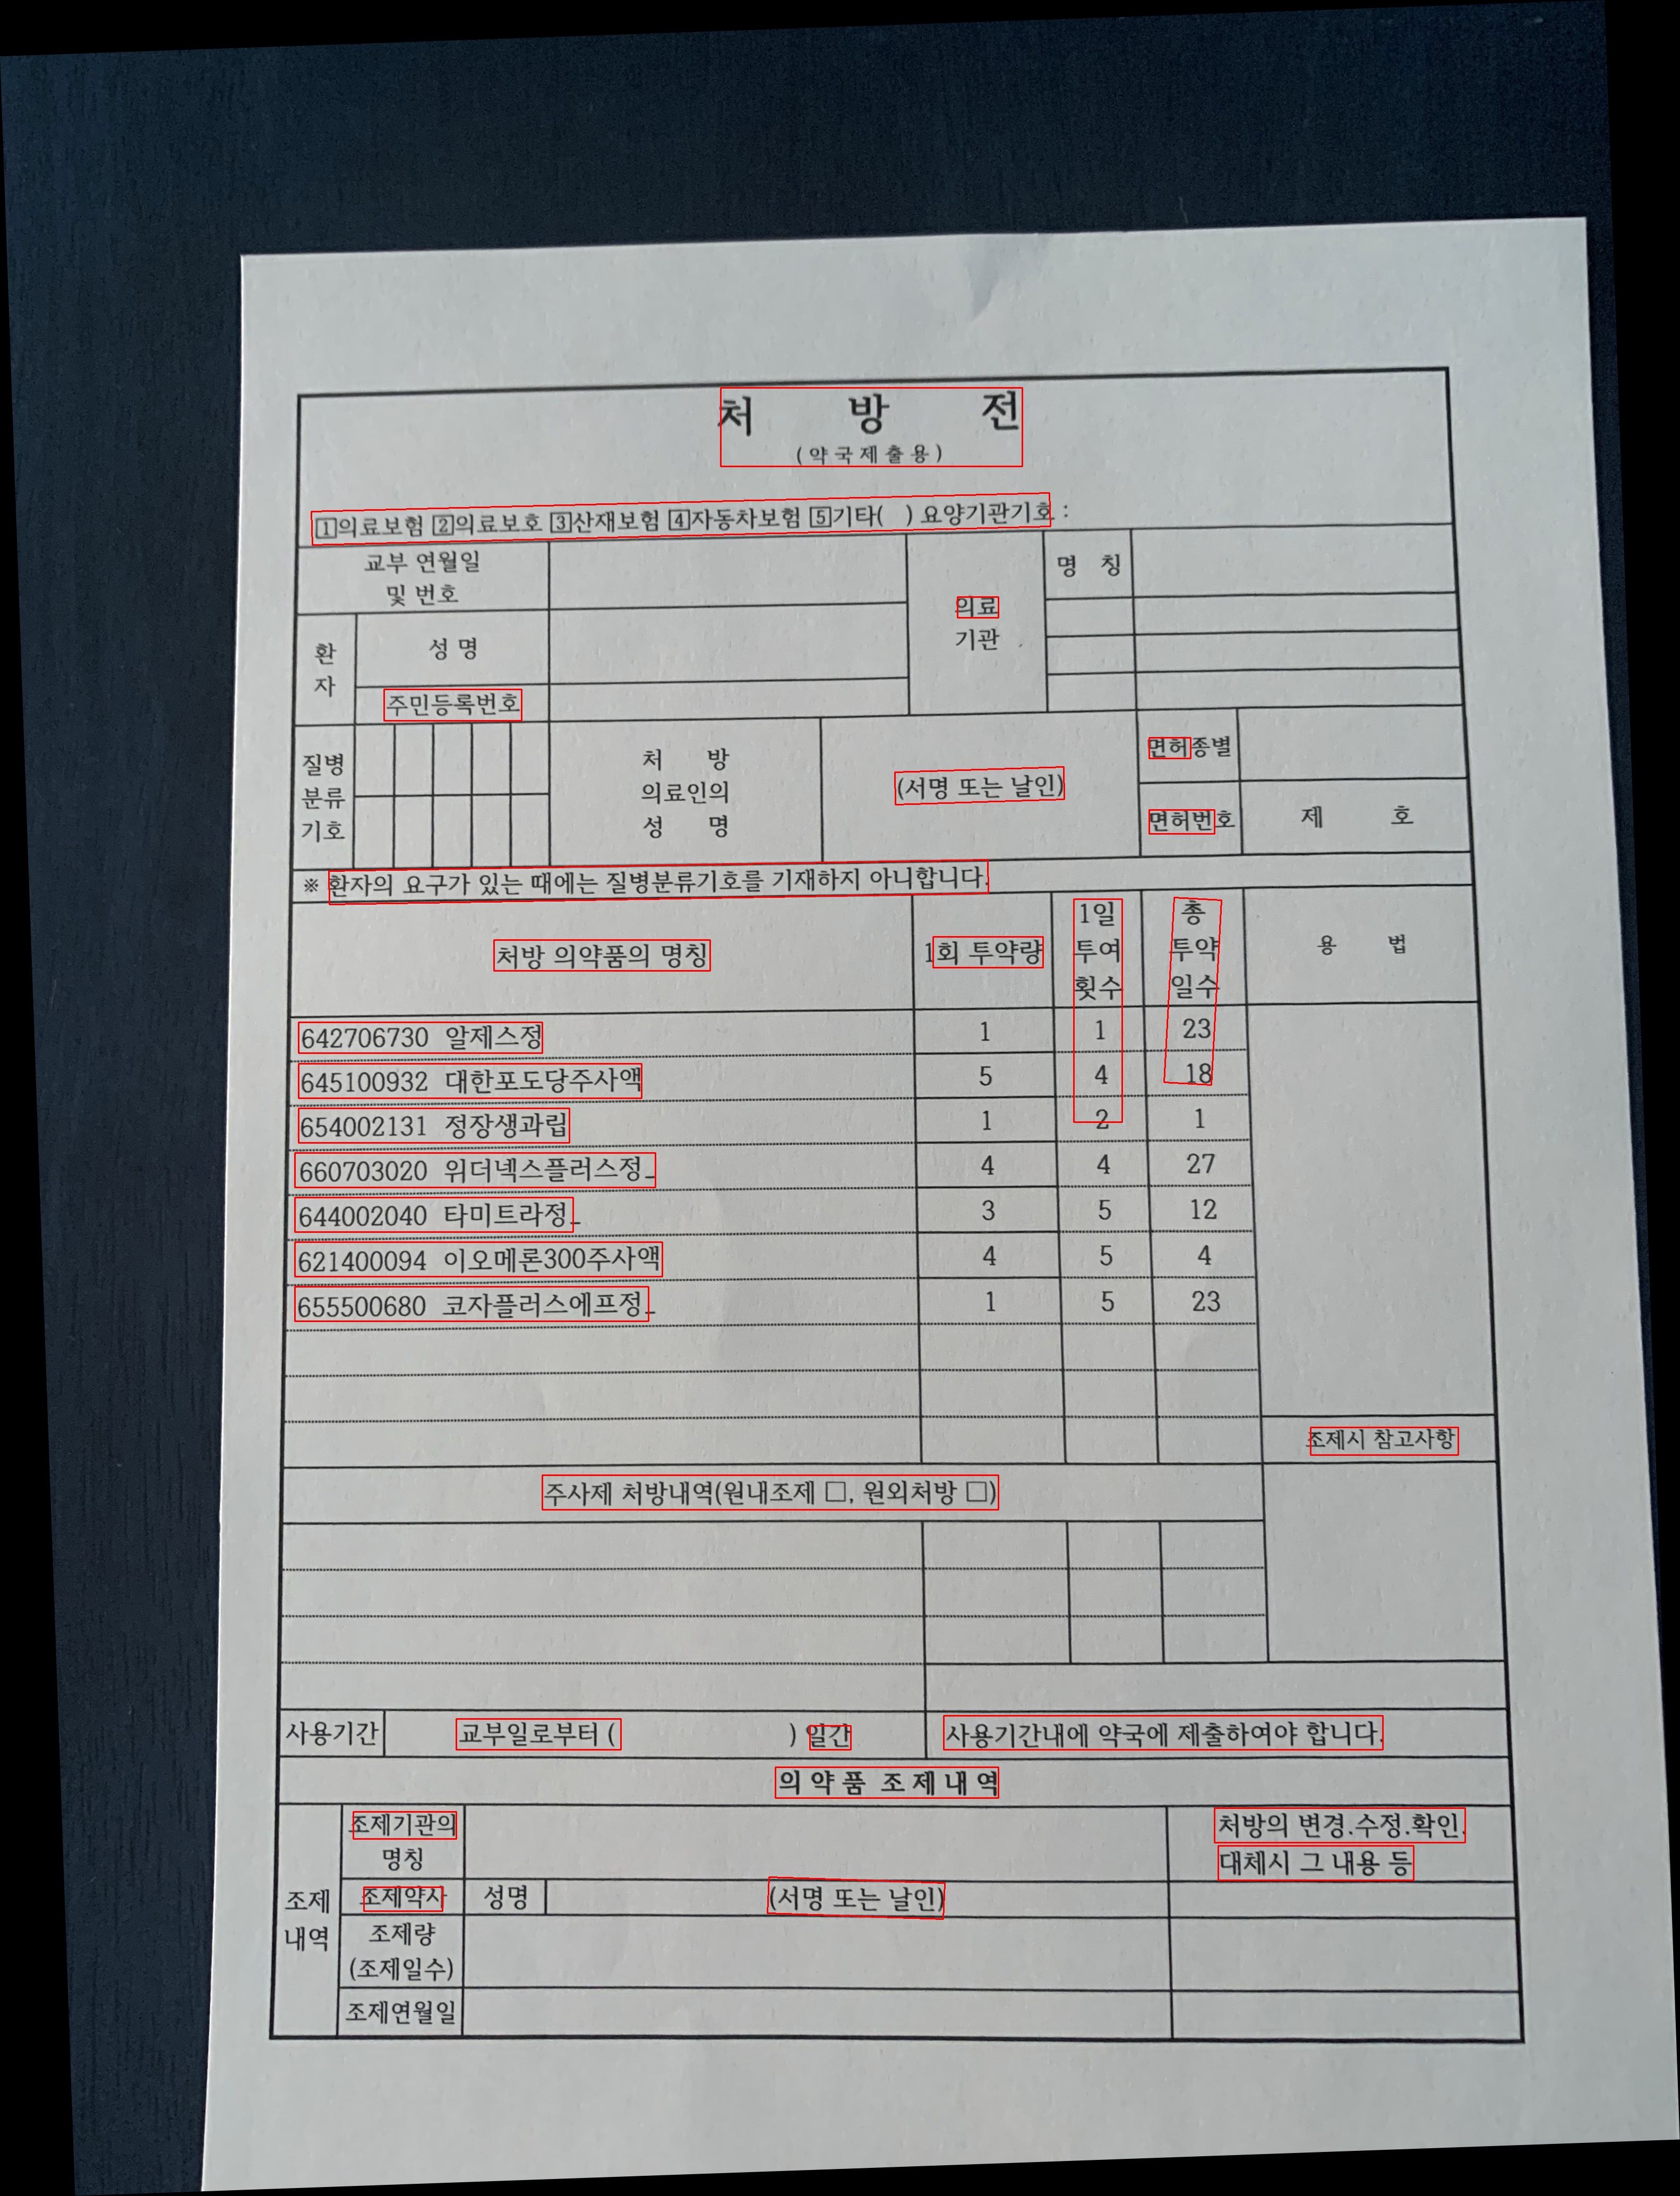 처 방 전
(약국제출용)
1의료보험 2의료보호 3산재보험 4자동차보험 5기타( ) 요양기관기호 :
교부 연월일
및 번호
의료
기관
명 칭
환
자
성 명
주민등록번호
질병
분류
기호
처 방
의료인의
성 명
(서명 또는 날인)
면허종별
면허번호
제 호
※ 환자의 요구가 있는 때에는 질병분류기호를 기재하지 아니합니다.
처방 의약품의 명칭
1회 투약량
1일
투여
횟수
총
투약
일수
용 법
642706730 알제스정 1 1 23
645100932 대한포도당주사액 5 4 18
654002131 정장생과립 1 2 1
660703020 위더넥스플러스정_ 4 4 27
644002040 타미트라정_ 3 5 12
621400094 이오메론300주사액 4 5 4
655500680 코자플러스에프정_ 1 5 23
조제시 참고사항
주사제 처방내역(원내조제 □, 원외처방 □)
사용기간 교부일로부터 ( ) 일간 사용기간내에 약국에 제출하여야 합니다.
의약품 조제내역
조제
내역
조제기관의
명칭
처방의 변경.수정.확인.
대체시 그 내용 등
조제약사 성명 (서명 또는 날인)
조제량
(조제일수)
조제연월일